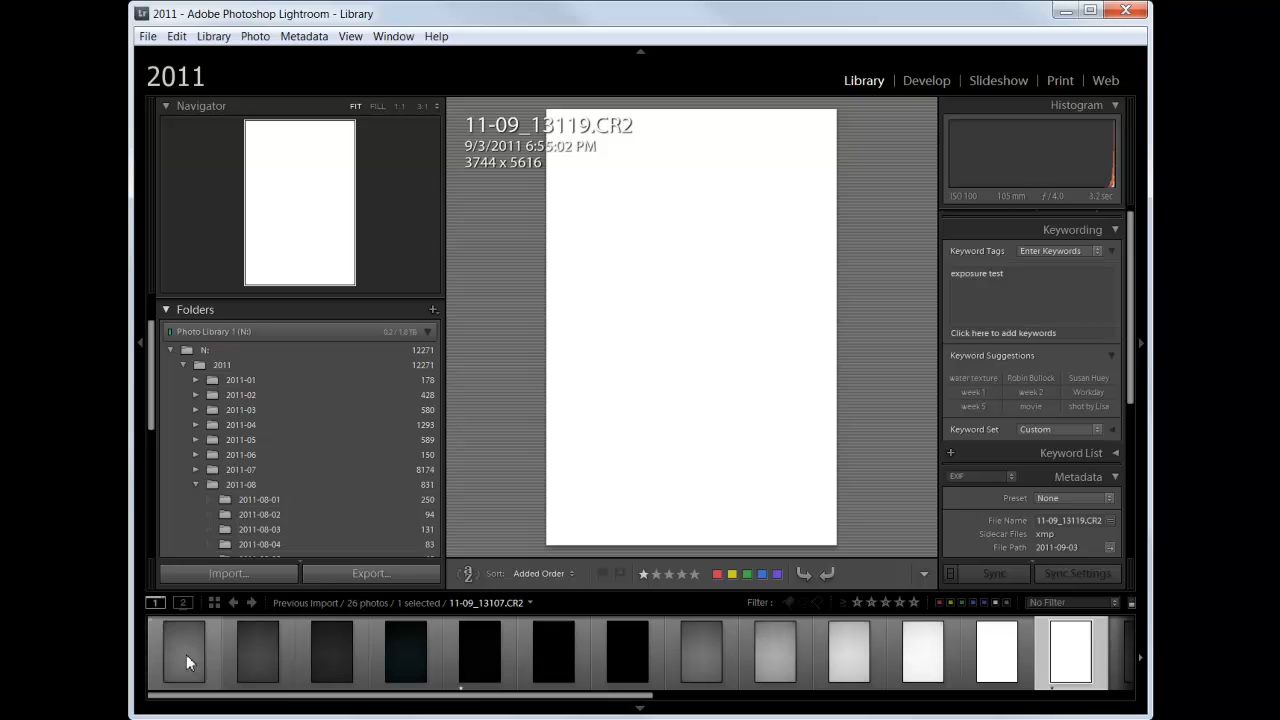 2011 - Adobe Photoshop Lightroom - Library
File Edit Library Photo Metadata View Window Help
2011
Library | Develop | Slideshow | Print | Web
Navigator FIT FILL 1:1 3:1
11-09_13119.CR2
9/3/2011 6:55:02 PM
3744 x 5616
Histogram
ISO 100 105 mm f / 4.0 3.2 sec
Keywording
Keyword Tags Enter Keywords
exposure test
Click here to add keywords
Keyword Suggestions
water texture Robin Bullock Susan Huey
week 1 week 2 Workday
week 5 movie shot by Lisa
Keyword Set Custom
Keyword List
EXIF Metadata
Preset None
File Name 11-09_13119.CR2
Sidecar Files xmp
File Path 2011-09-03
Sync Sync Settings
Folders
Photo Library 1 (N:) 0.2 / 1.8 TB
N: 12271
2011 12271
2011-01 178
2011-02 428
2011-03 580
2011-04 1293
2011-05 589
2011-06 150
2011-07 8174
2011-08 831
2011-08-01 250
2011-08-02 94
2011-08-03 131
2011-08-04 83
Import... Export...
Sort: Added Order
1 2 Previous Import / 26 photos / 1 selected / 11-09_13107.CR2 Filter : No Filter